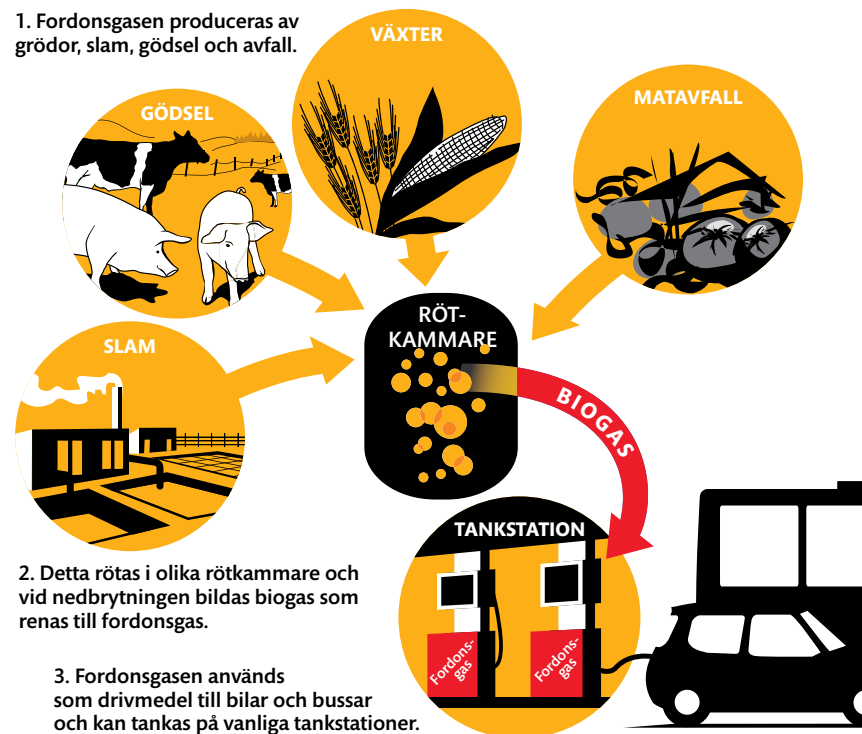 1. Fordonsgasen produceras av
grödor, slam, gödsel och avfall.
VÄXTER
GÖDSEL
MATAVFALL
RÖT-
KAMMARE
SLAM
BIOGAS
TANKSTATION
Fordons-
gas
Fordons-
gas
2. Detta rötas i olika rötkammare och
vid nedbrytningen bildas biogas som
renas till fordonsgas.
3. Fordonsgasen används
som drivmedel till bilar och bussar
och kan tankas på vanliga tankstationer.